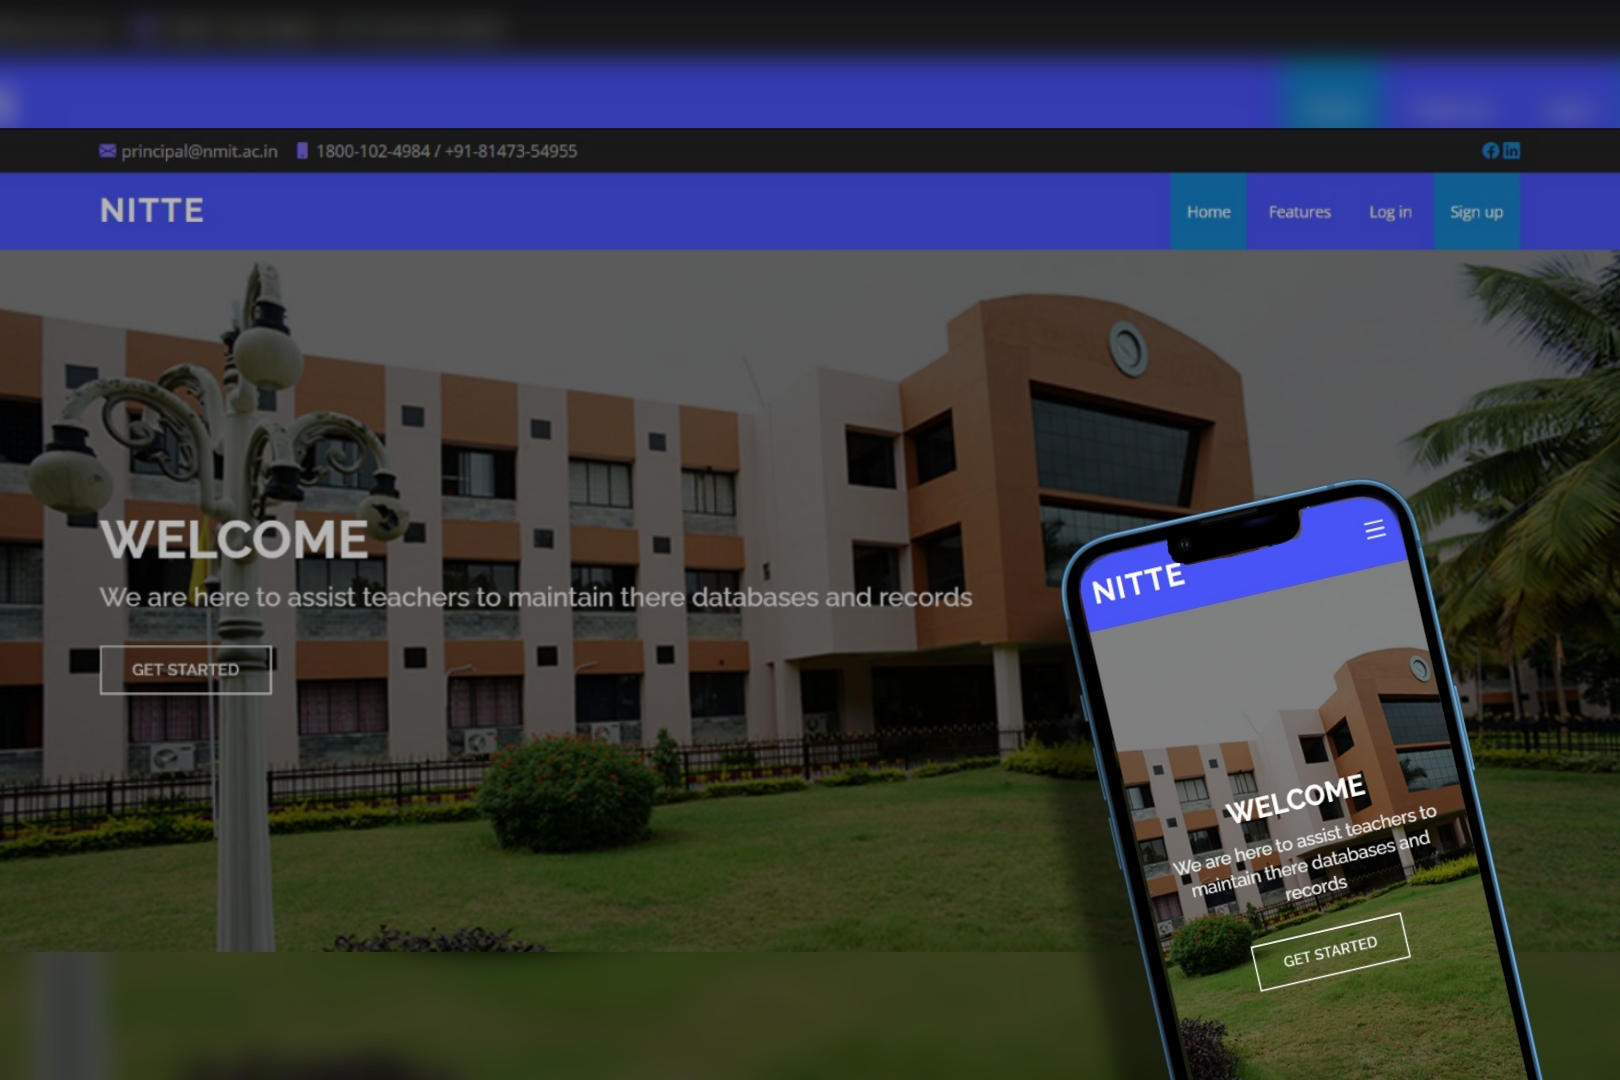 principal@nmit.ac.in 1800-102-4984 / +91-81473-54955
NITTE Home Features Log in Sign up
WELCOME
We are here to assist teachers to maintain there databases and records
GET STARTED
NITTE
WELCOME
We are here to assist teachers to
maintain there databases and
records
GET STARTED